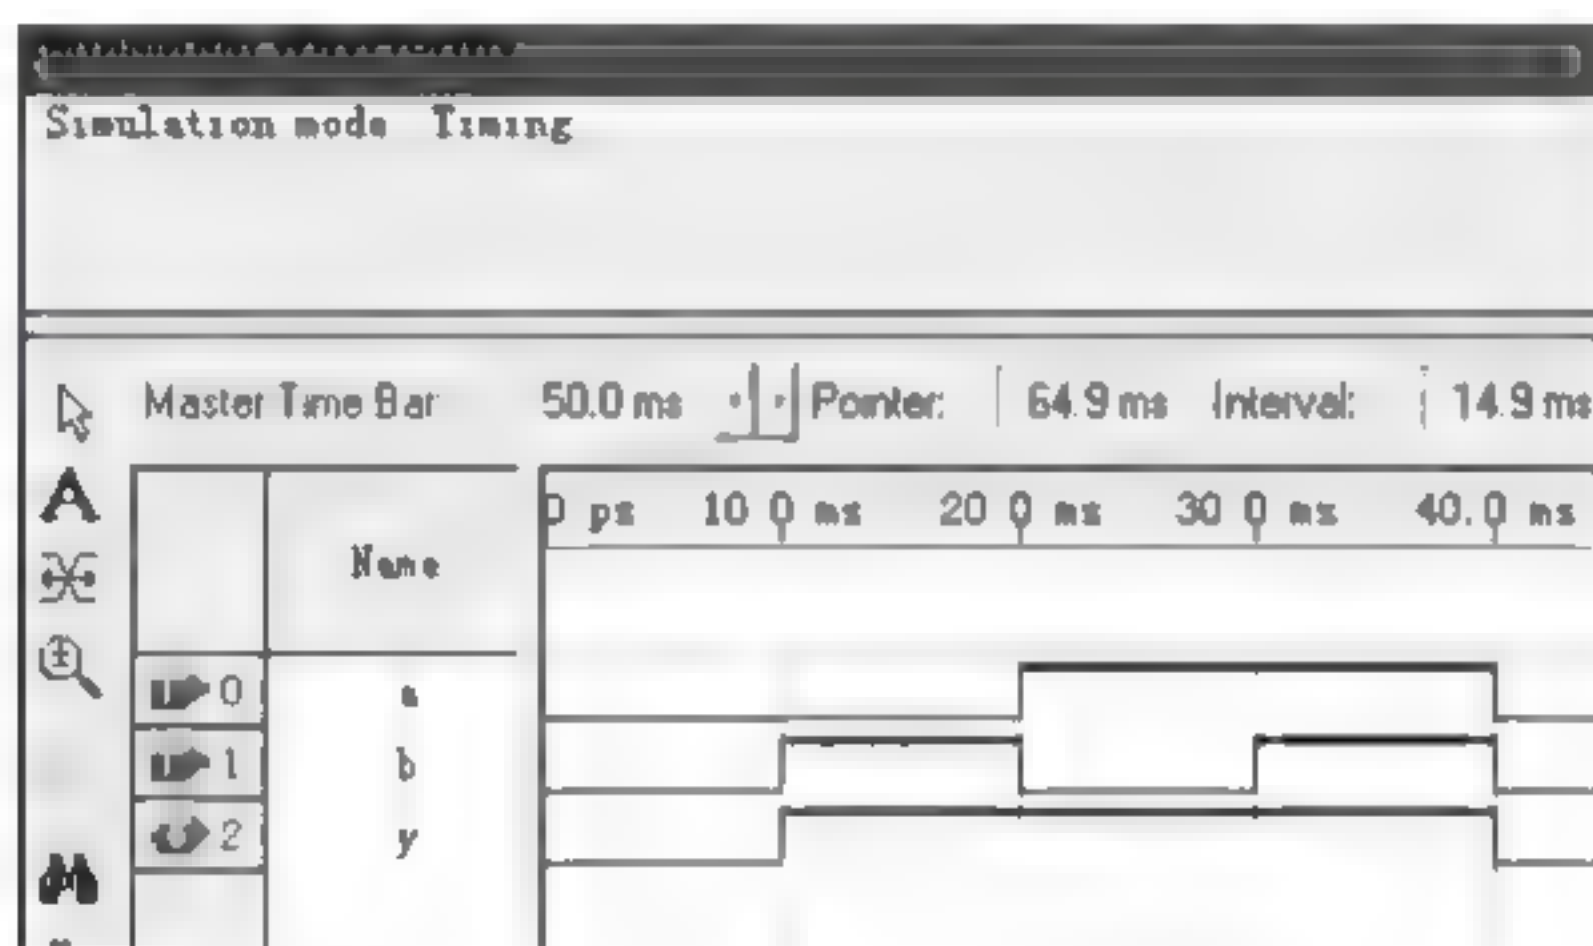 Simulation mode Timing
Master Time Bar 50.0 ms Pointer: 64.9 ms Interval: 14.9 ms
0 ps 10 0 ms 20 0 ms 30 0 ms 40.0 ms
Name
0 a
1 b
2 y